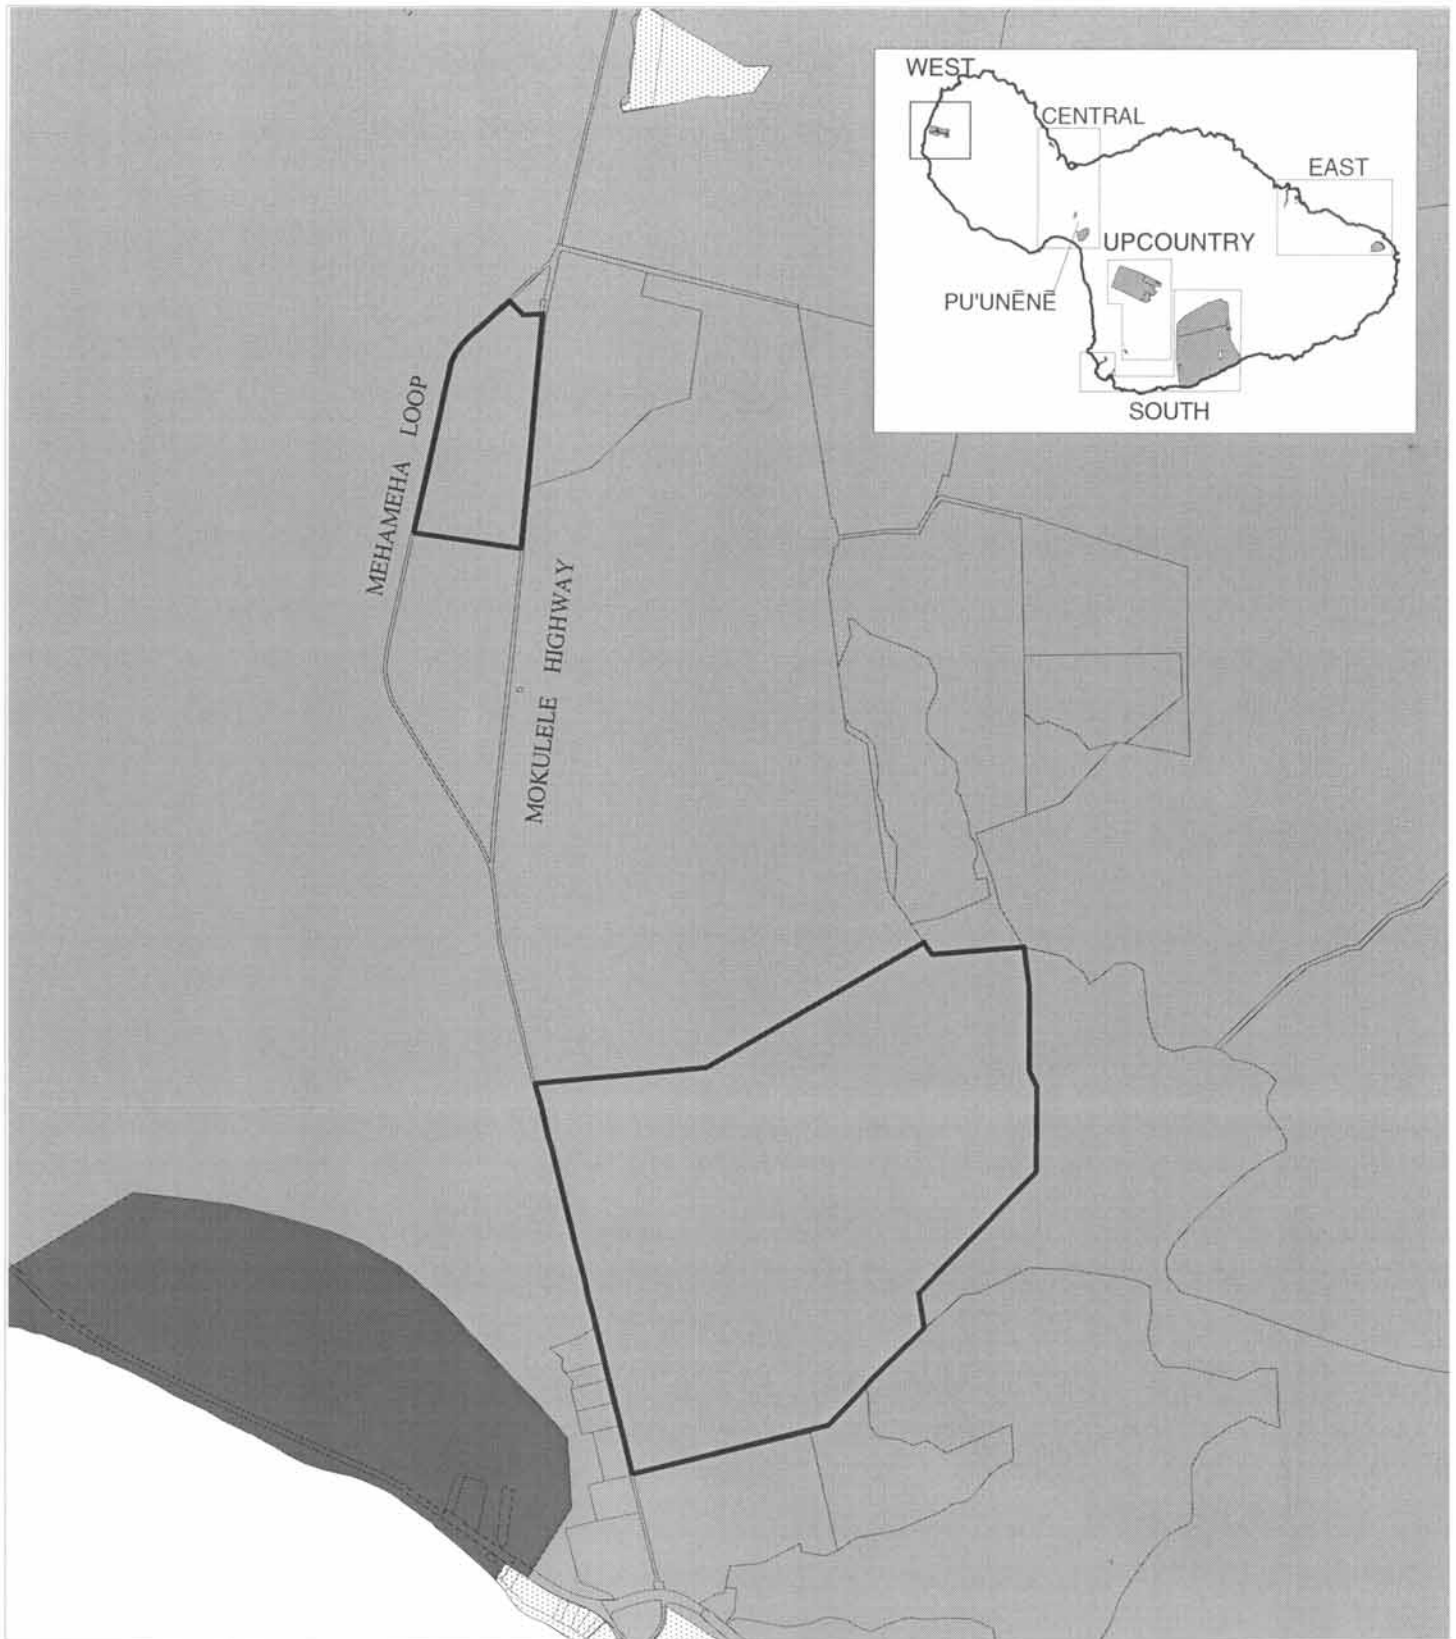 WEST
CENTRAL
EAST
UPCOUNTRY
PU'UNĒNĒ
SOUTH
MEHAMEHA LOOP
MOKULELE HIGHWAY